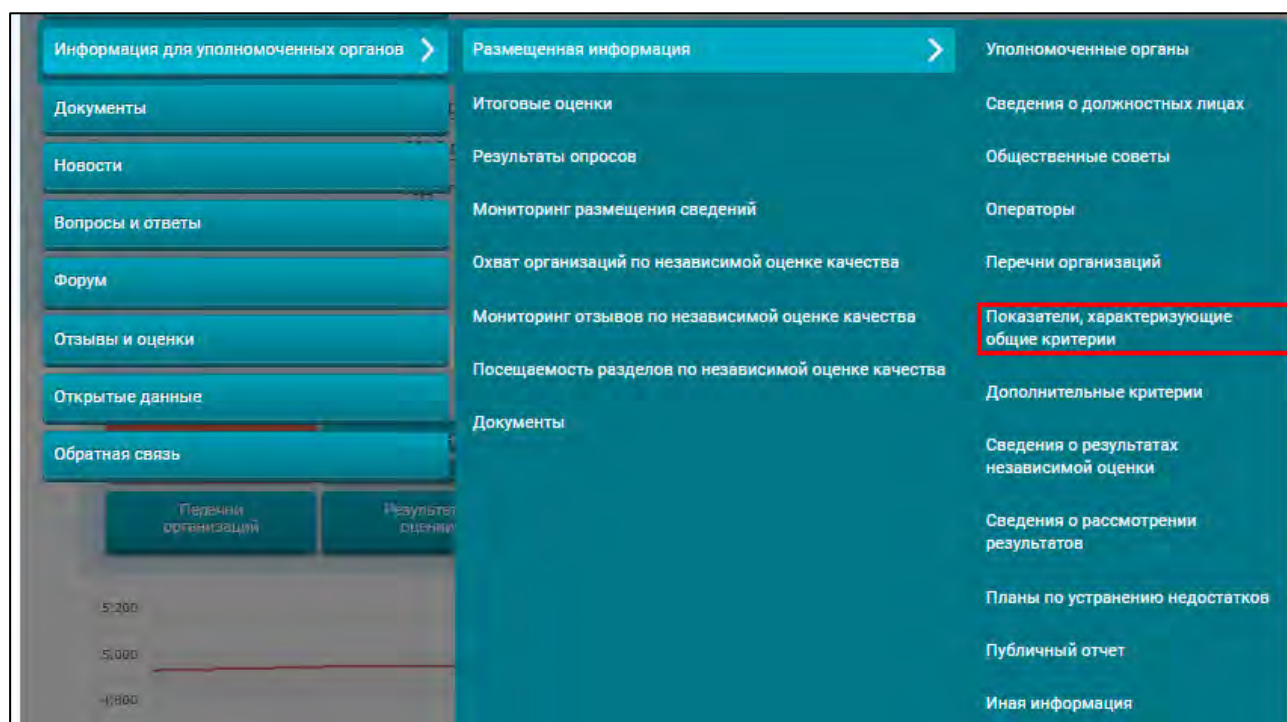 Информация для уполномоченных органов
Документы
Новости
Вопросы и ответы
Форум
Отзывы и оценки
Открытые данные
Обратная связь
Перечни
организаций
5,200
5,000
4,800
Размещенная информация
Итоговые оценки
Результаты опросов
Мониторинг размещения сведений
Охват организаций по независимой оценке качества
Мониторинг отзывов по независимой оценке качества
Посещаемость разделов по независимой оценке качества
Документы
Уполномоченные органы
Сведения о должностных лицах
Общественные советы
Операторы
Перечни организаций
Показатели, характеризующие
общие критерии
Дополнительные критерии
Сведения о результатах
независимой оценки
Сведения о рассмотрении
результатов
Планы по устранению недостатков
Публичный отчет
Иная информация